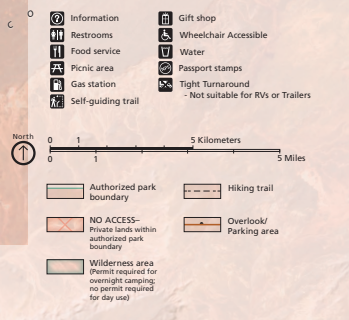 Information
Restrooms
Food service
Picnic area
Gas station
Self-guiding trail
Gift shop
Wheelchair Accessible
Water
Passport stamps
Tight Turnaround
- Not suitable for RVs or Trailers
North
0 1 5 Kilometers
0 1 5 Miles
Authorized park
boundary
NO ACCESS–
Private lands within
authorized park
boundary
Wilderness area
(Permit required for
overnight camping;
no permit required
for day use)
Hiking trail
Overlook/
Parking area